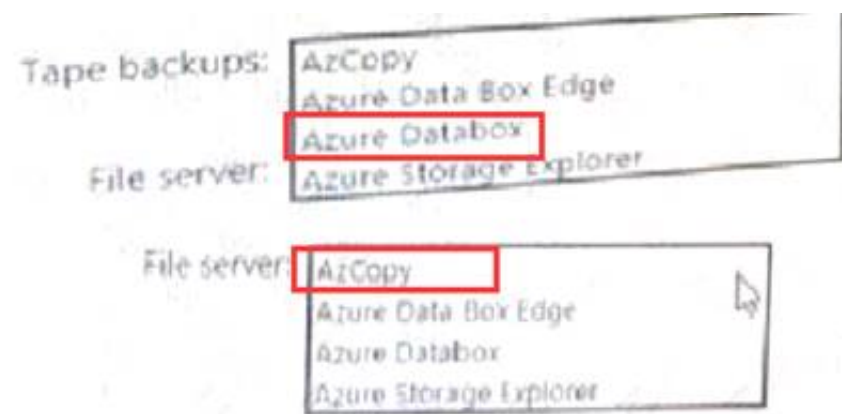 Tape backups: AzCopy
Azure Data Box Edge
Azure Databox
File server: Azure Storage Explorer
File server: AzCopy
Azure Data Box Edge
Azure Databox
Azure Storage Explorer